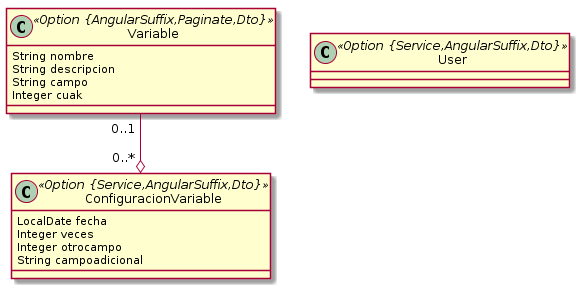 C «Option {AngularSuffix,Paginate,Dto}»
Variable
String nombre
String descripcion
String campo
Integer cuak
C «Option {Service,AngularSuffix,Dto}»
User
0..1
0..*
C «Option {Service,AngularSuffix,Dto}»
ConfiguracionVariable
LocalDate fecha
Integer veces
Integer otrocampo
String campoadicional